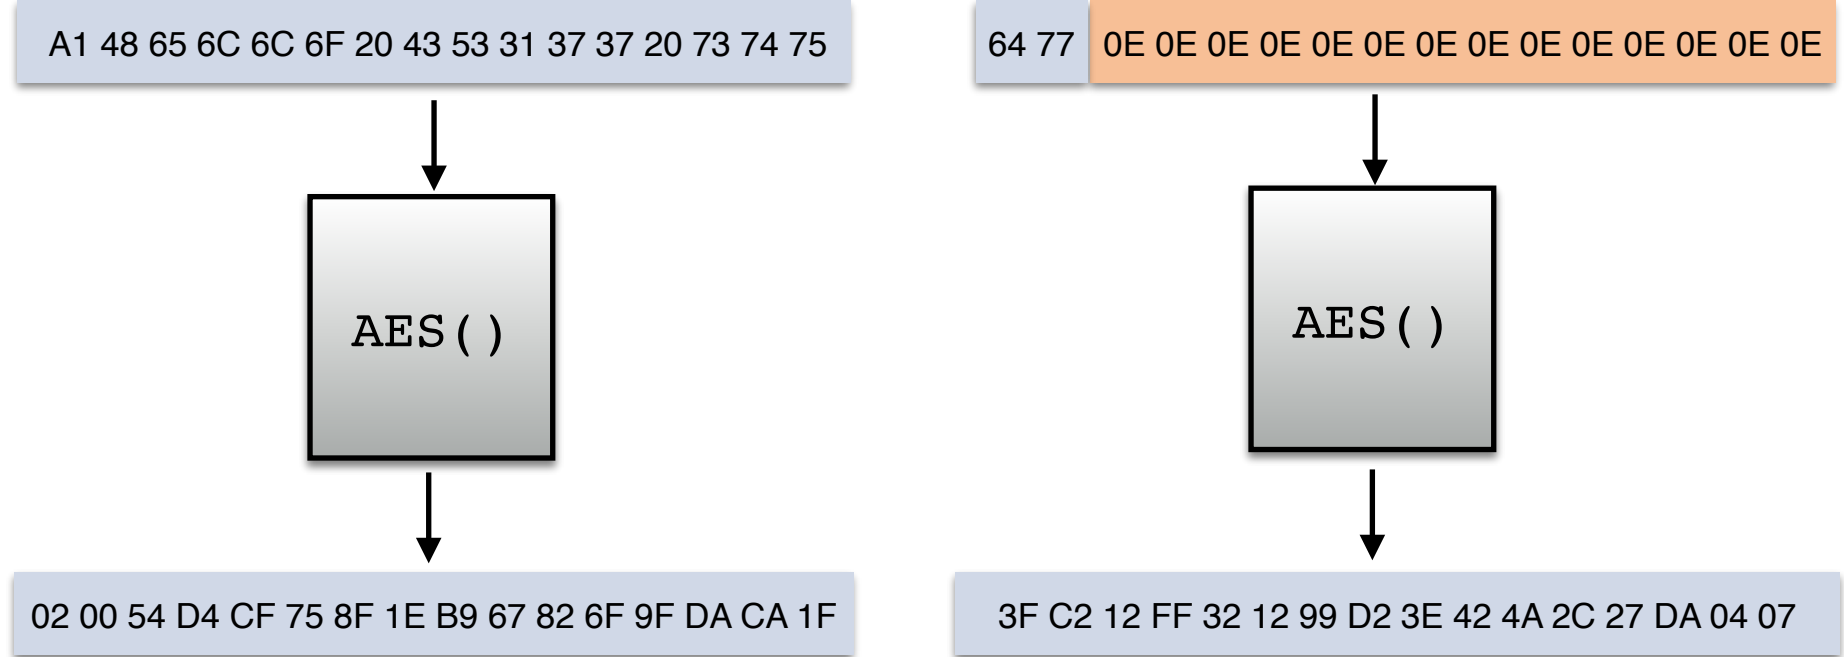 A1 48 65 6C 6C 6F 20 43 53 31 37 37 20 73 74 75
64 77 0E 0E 0E 0E 0E 0E 0E 0E 0E 0E 0E 0E 0E 0E
AES()
AES()
02 00 54 D4 CF 75 8F 1E B9 67 82 6F 9F DA CA 1F
3F C2 12 FF 32 12 99 D2 3E 42 4A 2C 27 DA 04 07